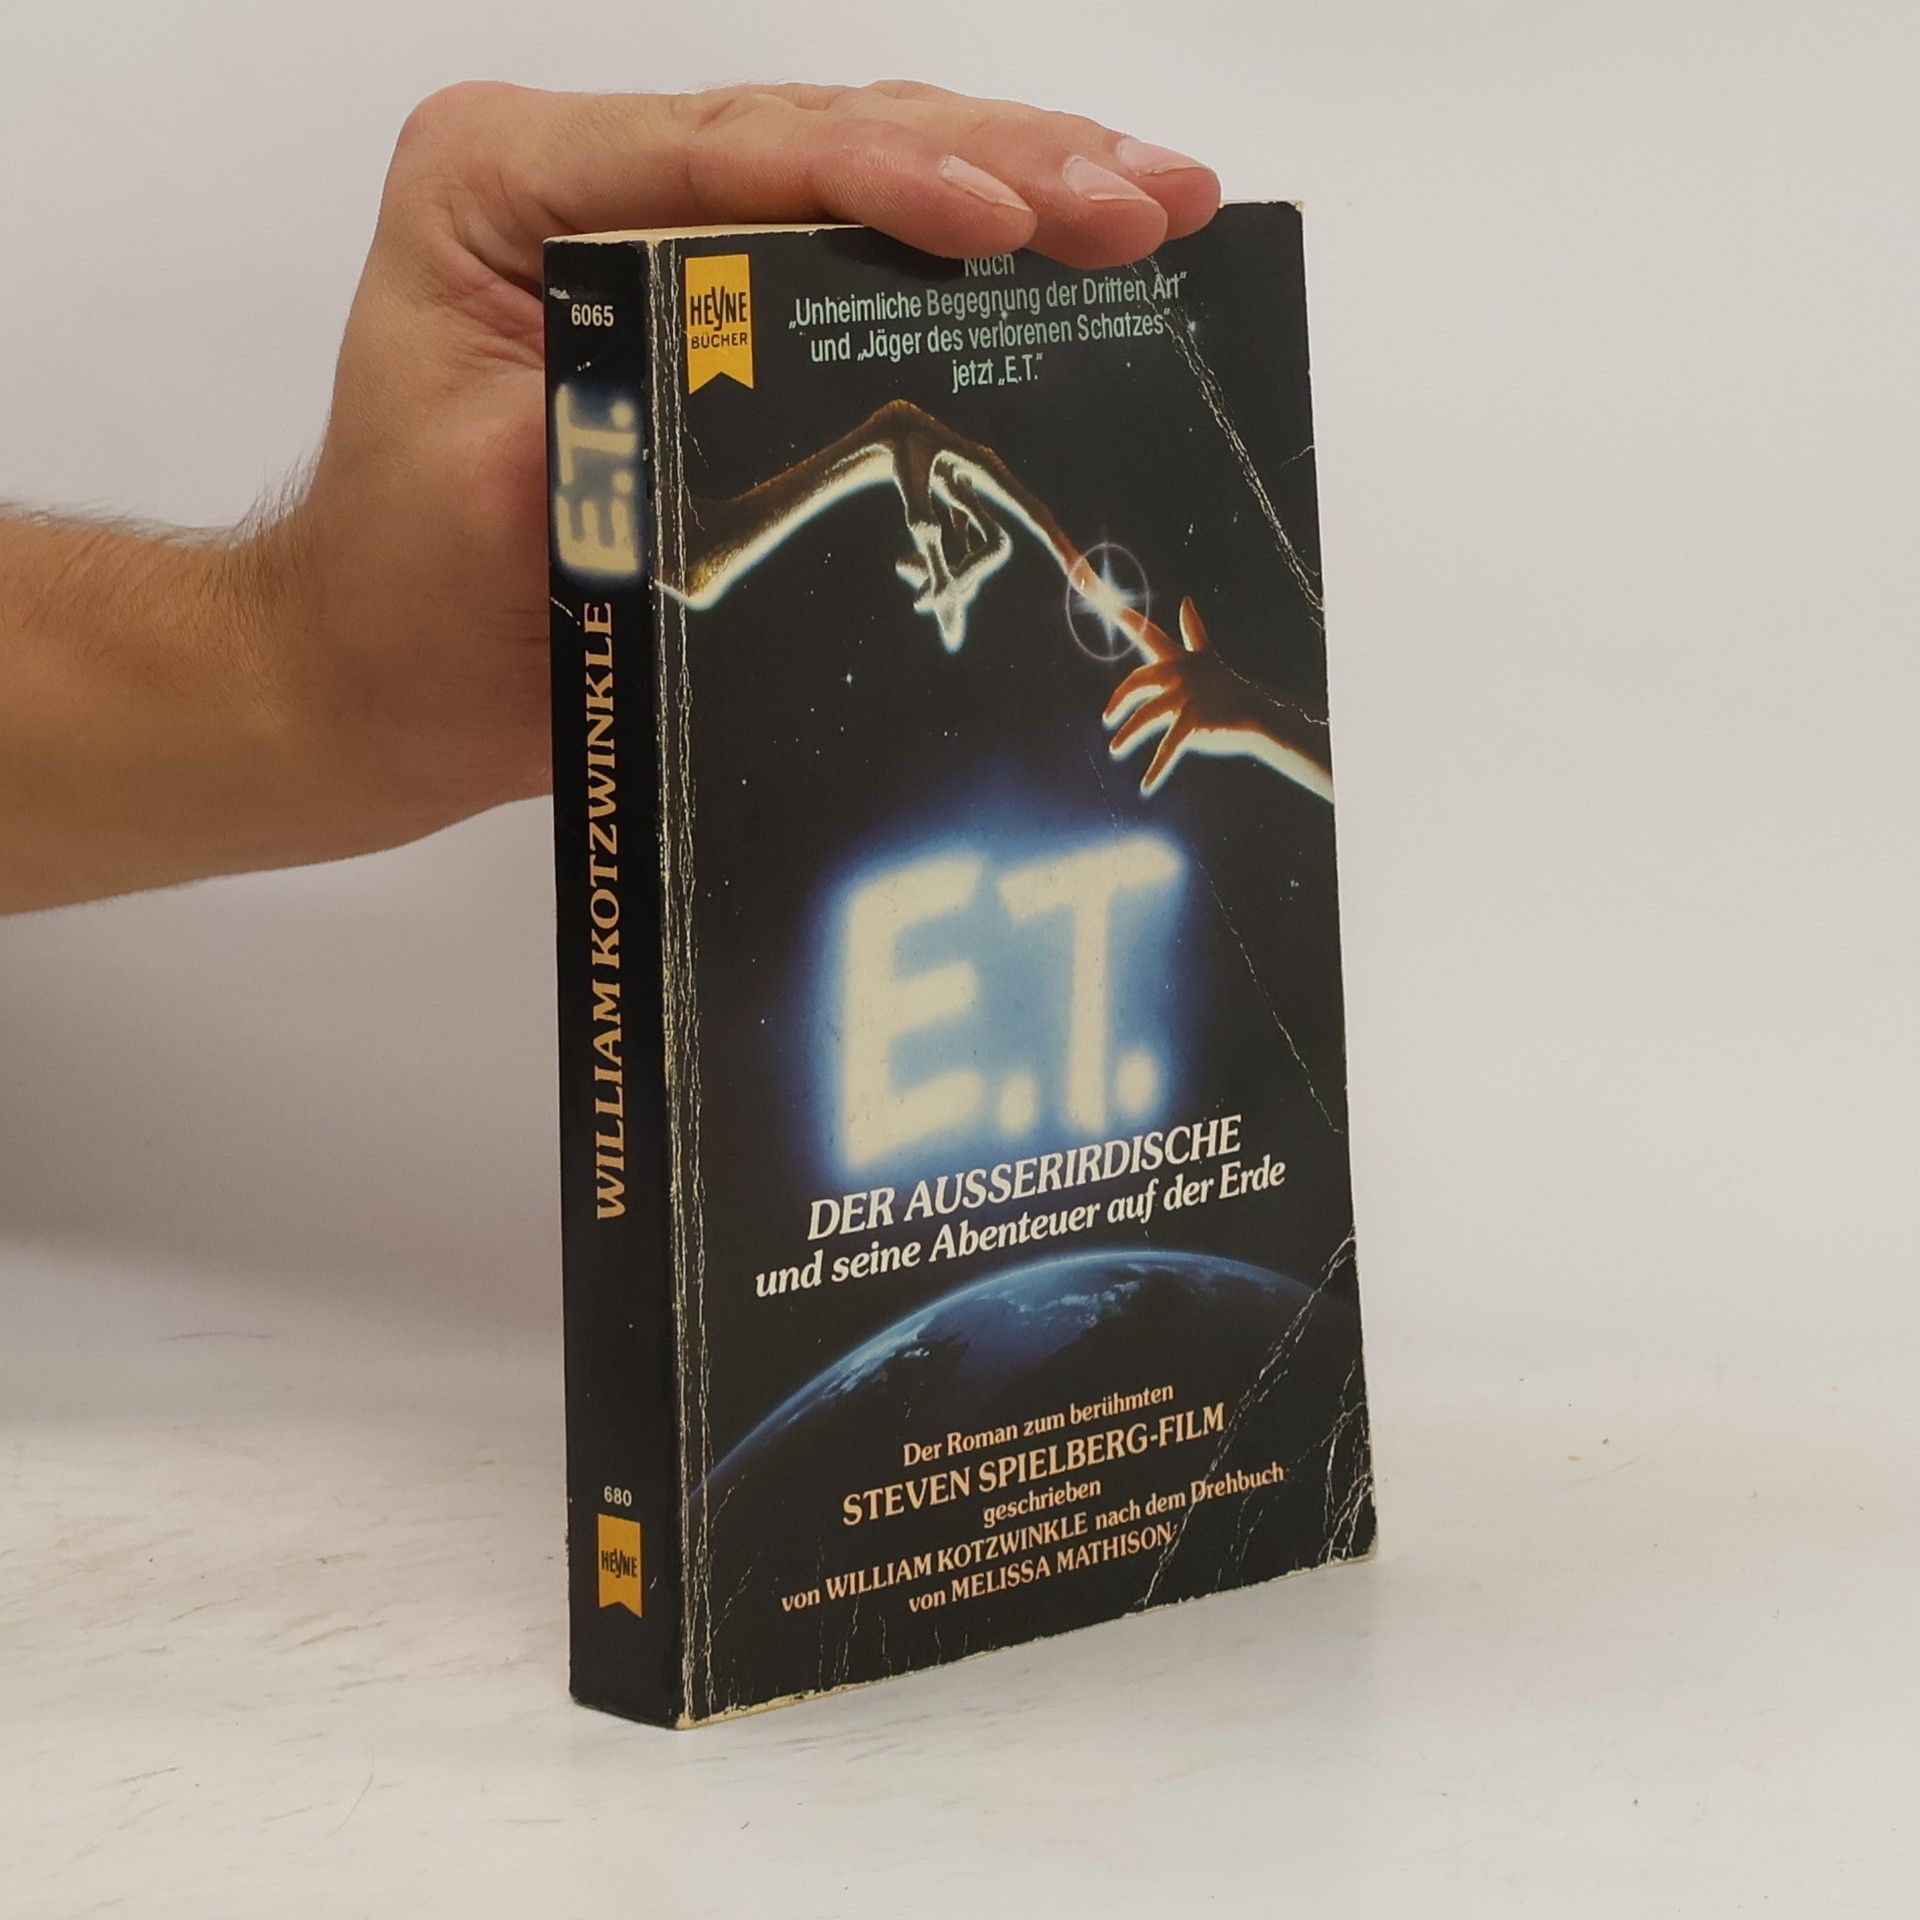 6065
E.T.
WILLIAM KOTZWINKLE
680
HEYNE
HEYNE
BÜCHER
Nach
„Unheimliche Begegnung der Dritten Art"
und „Jäger des verlorenen Schatzes"
jetzt „E.T."
E.T.
DER AUSSERIRDISCHE
und seine Abenteuer auf der Erde
Der Roman zum berühmten
STEVEN SPIELBERG-FILM
geschrieben
von WILLIAM KOTZWINKLE nach dem Drehbuch
von MELISSA MATHISON